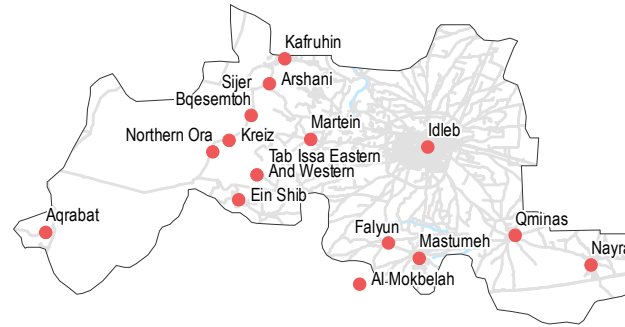 Kafruhin
Sijer
Arshani
Bqesemtoh
Martein
Idleb
Northern Ora
Kreiz
Tab Issa Eastern
And Western
Ein Shib
Aqrabat
Qminas
Falyun
Mastumeh
Nayra
Al-Mokbelah